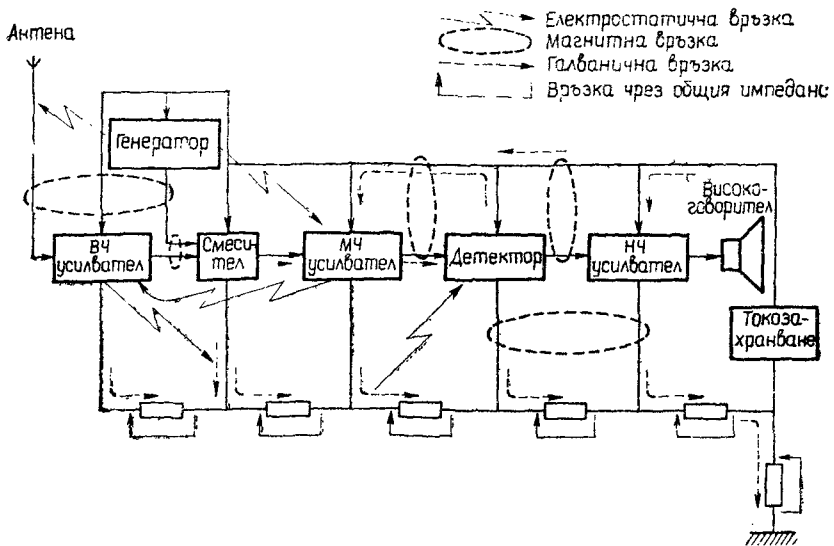 Антена
Електростатична връзка
Магнитна връзка
Галванична връзка
Връзка чрез общия импеданс
Генератор
ВЧ
усилвател
Смеси-
тел
МЧ
усилвател
Детектор
НЧ
усилвател
Високо-
говорител
Токоза-
хранване